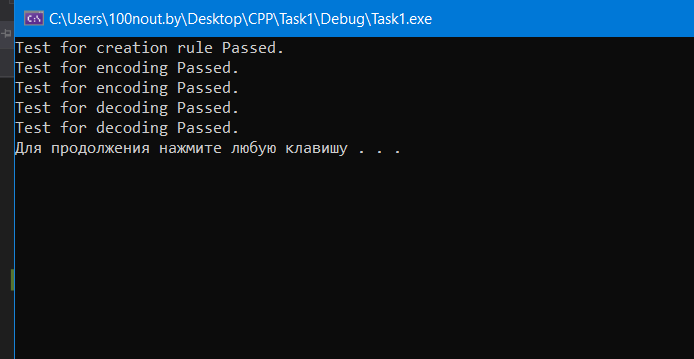 C:\Users\100nout.by\Desktop\CPP\Task1\Debug\Task1.exe
Test for creation rule Passed.
Test for encoding Passed.
Test for encoding Passed.
Test for decoding Passed.
Test for decoding Passed.
Для продолжения нажмите любую клавишу . . .